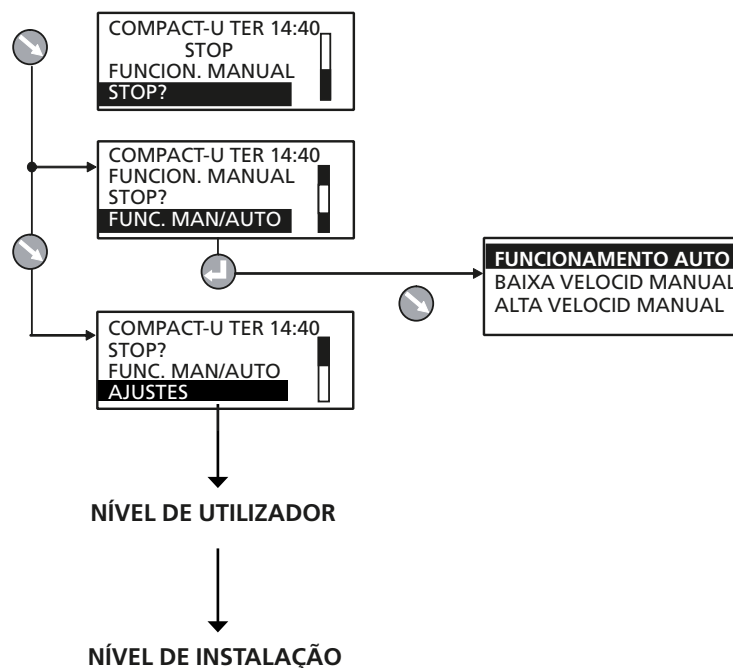 COMPACT-U TER 14:40
STOP
FUNCION. MANUAL
STOP?
COMPACT-U TER 14:40
FUNCION. MANUAL
STOP?
FUNC. MAN/AUTO
FUNCIONAMENTO AUTO
BAIXA VELOCID MANUAL
ALTA VELOCID MANUAL
COMPACT-U TER 14:40
STOP?
FUNC. MAN/AUTO
AJUSTES
NÍVEL DE UTILIZADOR
NÍVEL DE INSTALAÇÃO